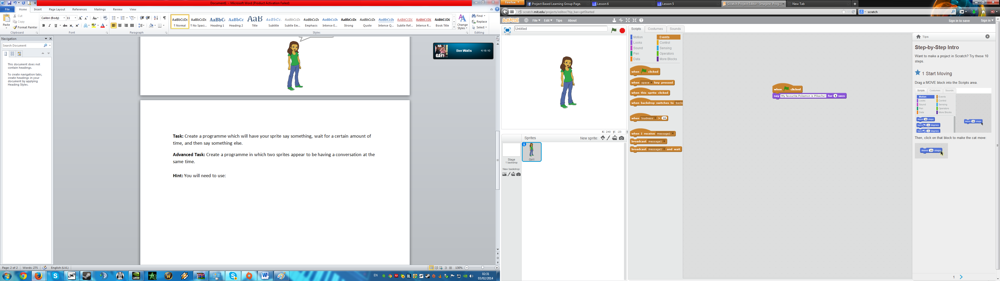 Document1 - Microsoft Word (Product Activation Failed)
File Home Insert Page Layout References Mailings Review View
Paste
Cut
Copy
Format Painter
Clipboard
Calibri (Body) 11
Font
Paragraph
AaBbCcDc AaBbCcDc AaBbC AaBbCc AaB AaBbCc. AaBbCcDc AaBbCcDc AaBbCcDc AaBbCcDc AaBbCcDc AaBbCcDc AABBCCDD AABBCCDD AABBCCDD
¶ Normal ¶ No Spaci... Heading 1 Heading 2 Title Subtitle Subtle Em... Emphasis Intense E... Strong Quote Intense Q... Subtle Ref... Intense R... Book Title
Styles
Change
Styles
Find
Replace
Select
Editing
Navigation
Search Document
This document does not
contain headings.
To create navigation tabs,
create headings in your
document by applying
Heading Styles.
HA,
GAY!
Ben Watts 4:18:10
Task: Create a programme which will have your sprite say something, wait for a certain amount of
time, and then say something else.
Advanced Task: Create a programme in which two sprites appear to be having a conversation at the
same time.
Hint: You will need to use:
Page: 2 of 2 Words: 275 English (U.K.) 130%
EN 02:31
03/02/2014
Firefox
Project Based Learning Group Page. Lesson 6 Lesson 5 Scratch Project Editor - Imagine, Prog... New Tab
scratch.mit.edu/projects/editor/?tip_bar=getStarted
scratch
SCRATCH File Edit Tips About
Sign in to save Sign in
Untitled
v392
X: 240 y: -23
Sprites New sprite:
Stage
1 backdrop
New backdrop:
Girl1
Scripts Costumes Sounds
Motion Events
Looks Control
Sound Sensing
Pen Operators
Data More Blocks
when clicked
when space key pressed
when this sprite clicked
when backdrop switches to
when loudness > 10
when I receive message1
broadcast message1
broadcast message1 and wait
when clicked
say My favourite Pokemon is Pikachu! for 4 secs
Tips
Step-by-Step Intro
Want to make a project in Scratch? Try these 10
steps.
1 Start Moving
Drag a MOVE block into the Scripts area.
Scripts Costumes Sounds
Motion Events
Looks Control
Sound Sensing
Pen Operators
Data More Blocks
move 10 steps
turn 15 degrees
turn 15 degrees
move 10 steps
Then, click on that block to make the cat move:
move 10 steps
1